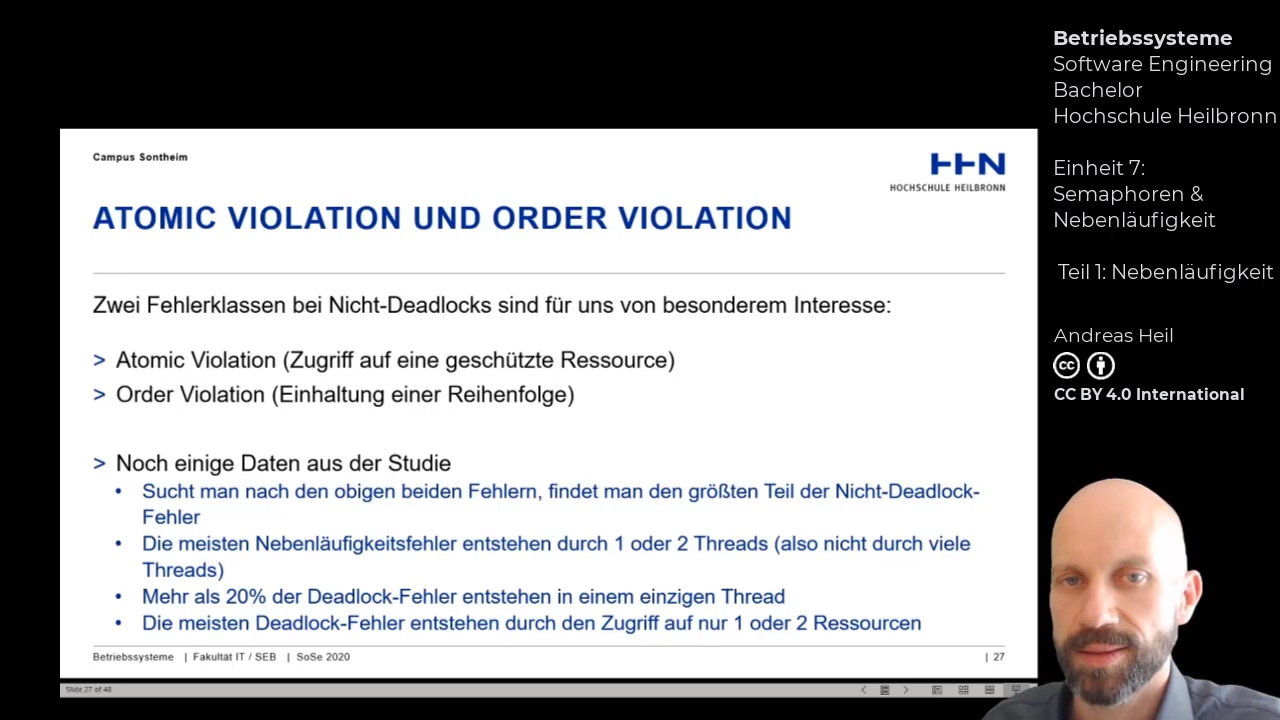 Campus Sontheim
HHN
HOCHSCHULE HEILBRONN
ATOMIC VIOLATION UND ORDER VIOLATION
Zwei Fehlerklassen bei Nicht-Deadlocks sind für uns von besonderem Interesse:
> Atomic Violation (Zugriff auf eine geschützte Ressource)
> Order Violation (Einhaltung einer Reihenfolge)
> Noch einige Daten aus der Studie
• Sucht man nach den obigen beiden Fehlern, findet man den größten Teil der Nicht-Deadlock-
Fehler
• Die meisten Nebenläufigkeitsfehler entstehen durch 1 oder 2 Threads (also nicht durch viele
Threads)
• Mehr als 20% der Deadlock-Fehler entstehen in einem einzigen Thread
• Die meisten Deadlock-Fehler entstehen durch den Zugriff auf nur 1 oder 2 Ressourcen
Betriebssysteme | Fakultät IT / SEB | SoSe 2020 | 27
Slide 27 of 48
Betriebssysteme
Software Engineering
Bachelor
Hochschule Heilbronn
Einheit 7:
Semaphoren &
Nebenläufigkeit
Teil 1: Nebenläufigkeit
Andreas Heil
cc
CC BY 4.0 International